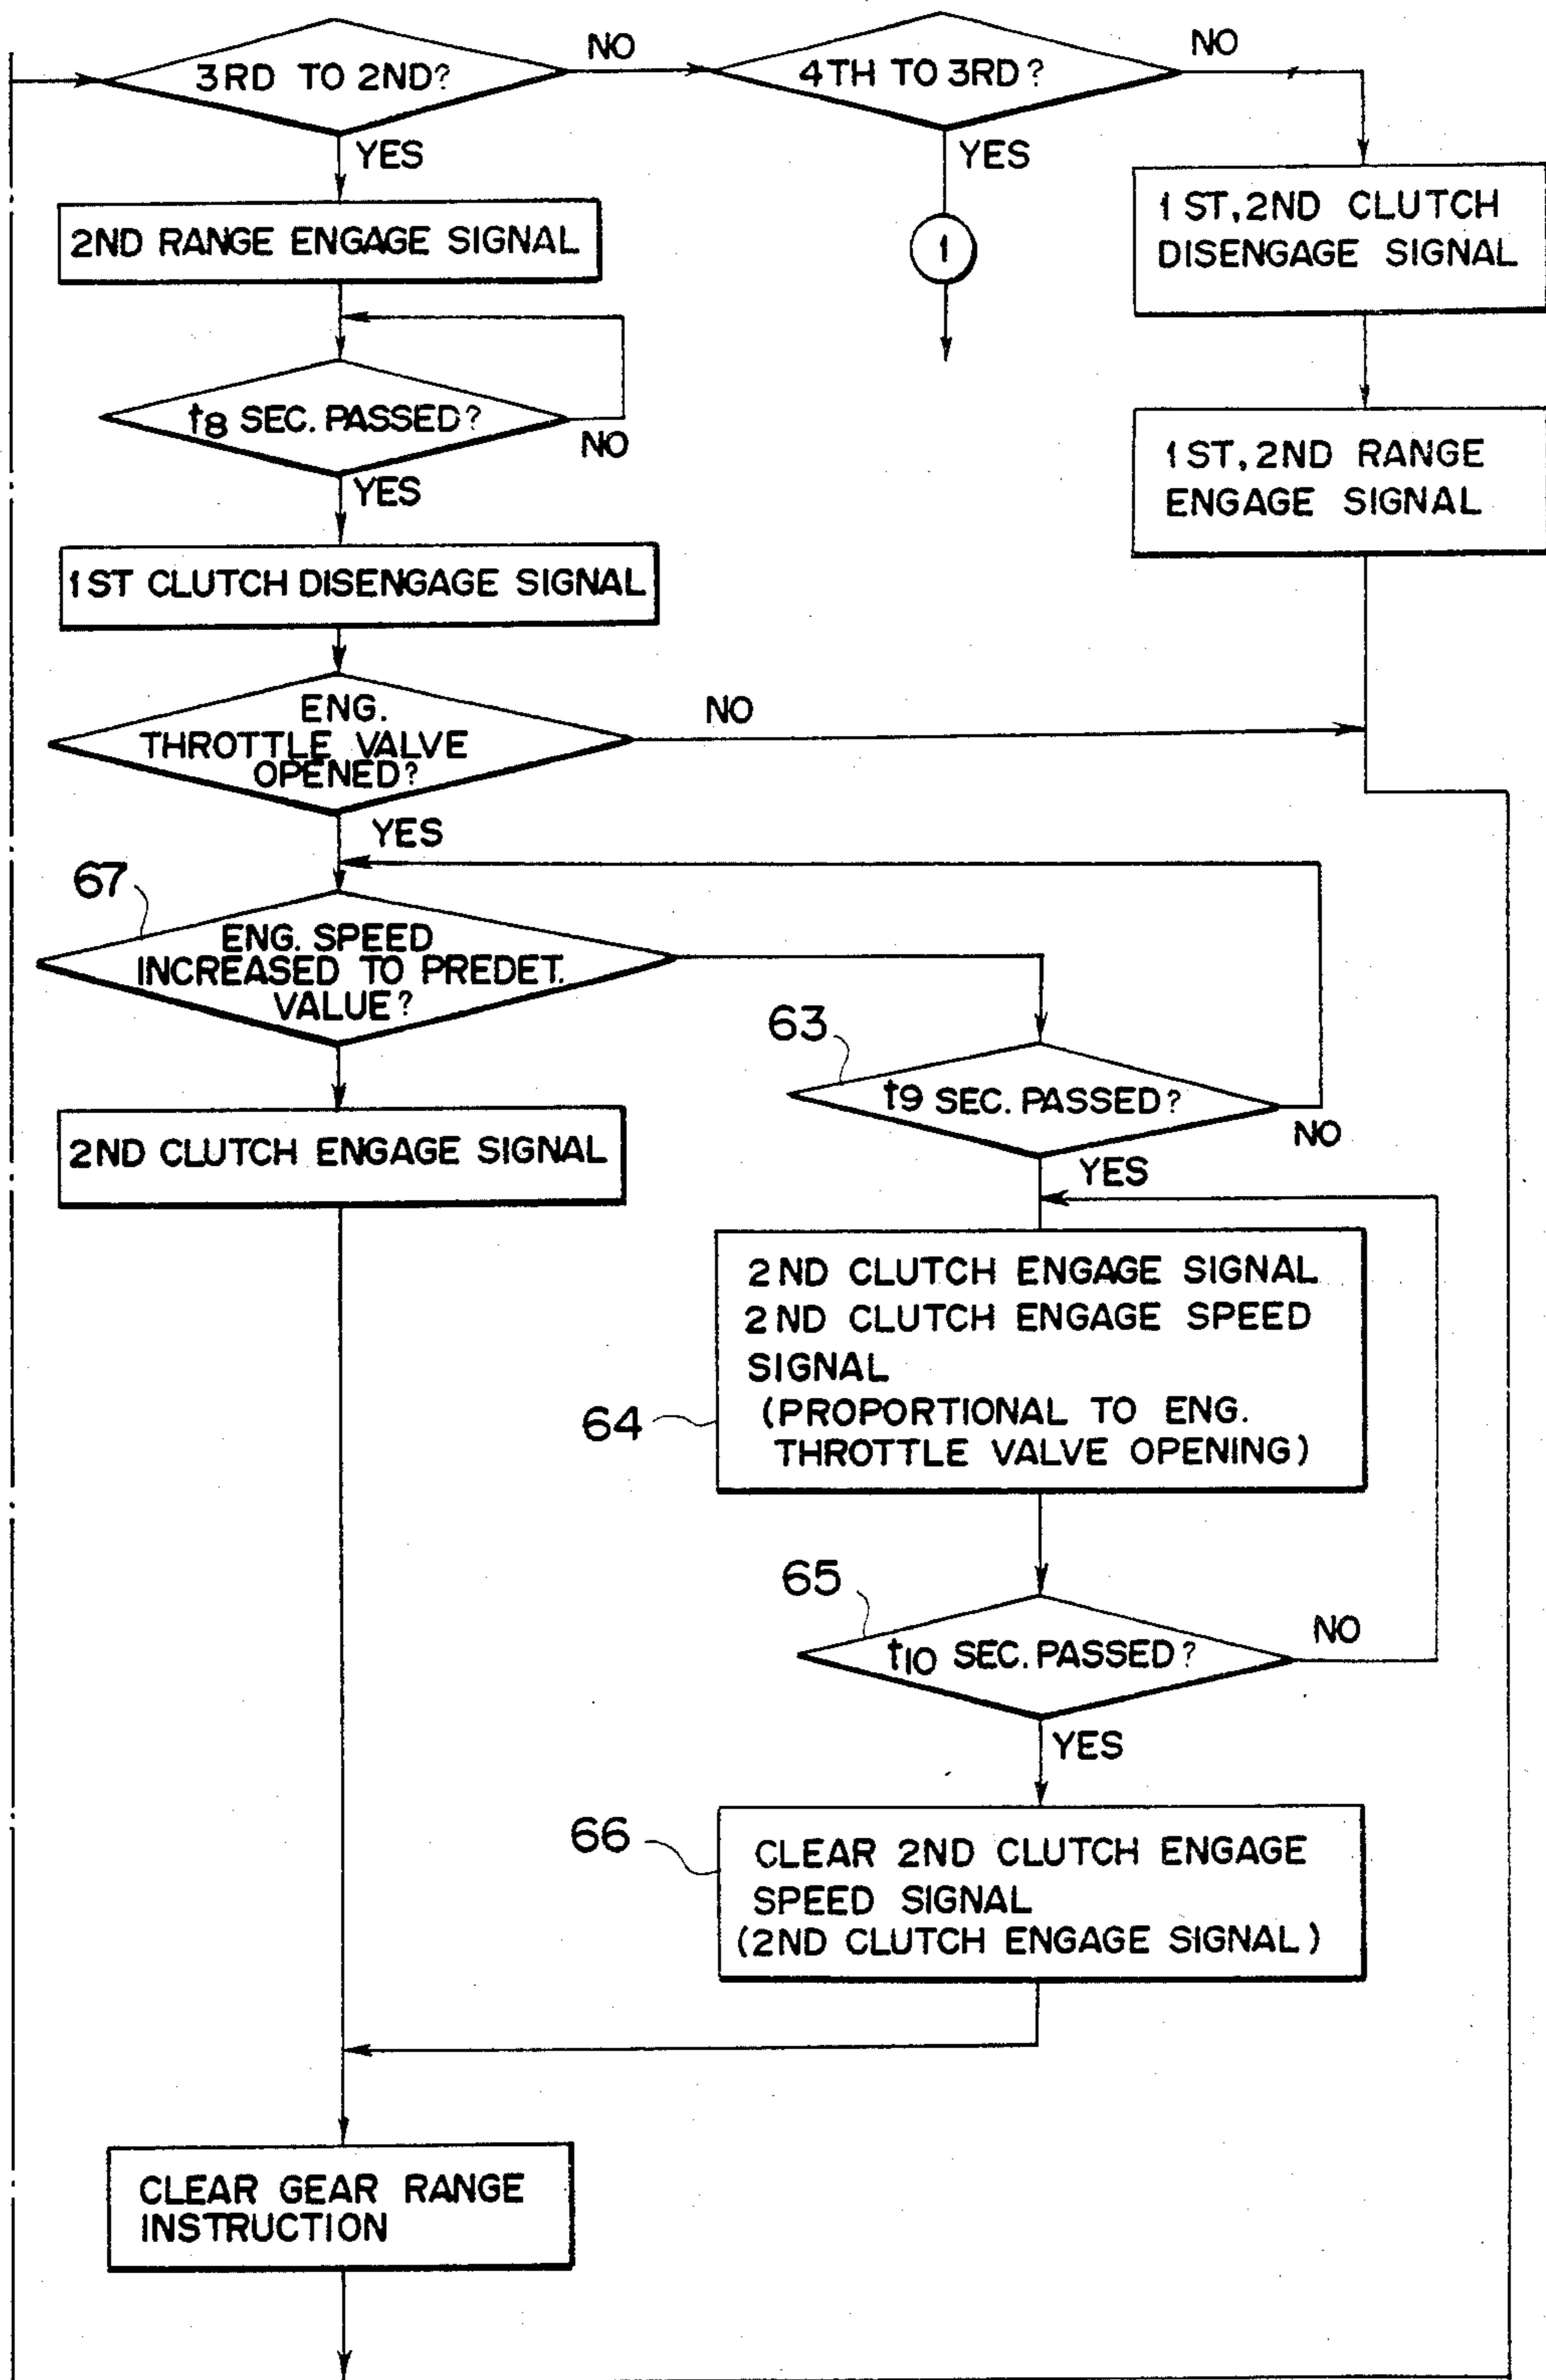 3RD TO 2ND?
NO
4TH TO 3RD?
NO
YES
YES
2ND RANGE ENGAGE SIGNAL
1
1ST, 2ND CLUTCH
DISENGAGE SIGNAL
t8 SEC. PASSED?
NO
YES
1ST, 2ND RANGE
ENGAGE SIGNAL
1ST CLUTCH DISENGAGE SIGNAL
ENG.
THROTTLE VALVE
OPENED?
NO
YES
67
ENG. SPEED
INCREASED TO PREDET.
VALUE?
63
t9 SEC. PASSED?
NO
YES
2ND CLUTCH ENGAGE SIGNAL
2ND CLUTCH ENGAGE SIGNAL
2ND CLUTCH ENGAGE SPEED
SIGNAL
(PROPORTIONAL TO ENG.
THROTTLE VALVE OPENING)
64
65
t10 SEC. PASSED?
NO
YES
66
CLEAR 2ND CLUTCH ENGAGE
SPEED SIGNAL
(2ND CLUTCH ENGAGE SIGNAL)
CLEAR GEAR RANGE
INSTRUCTION